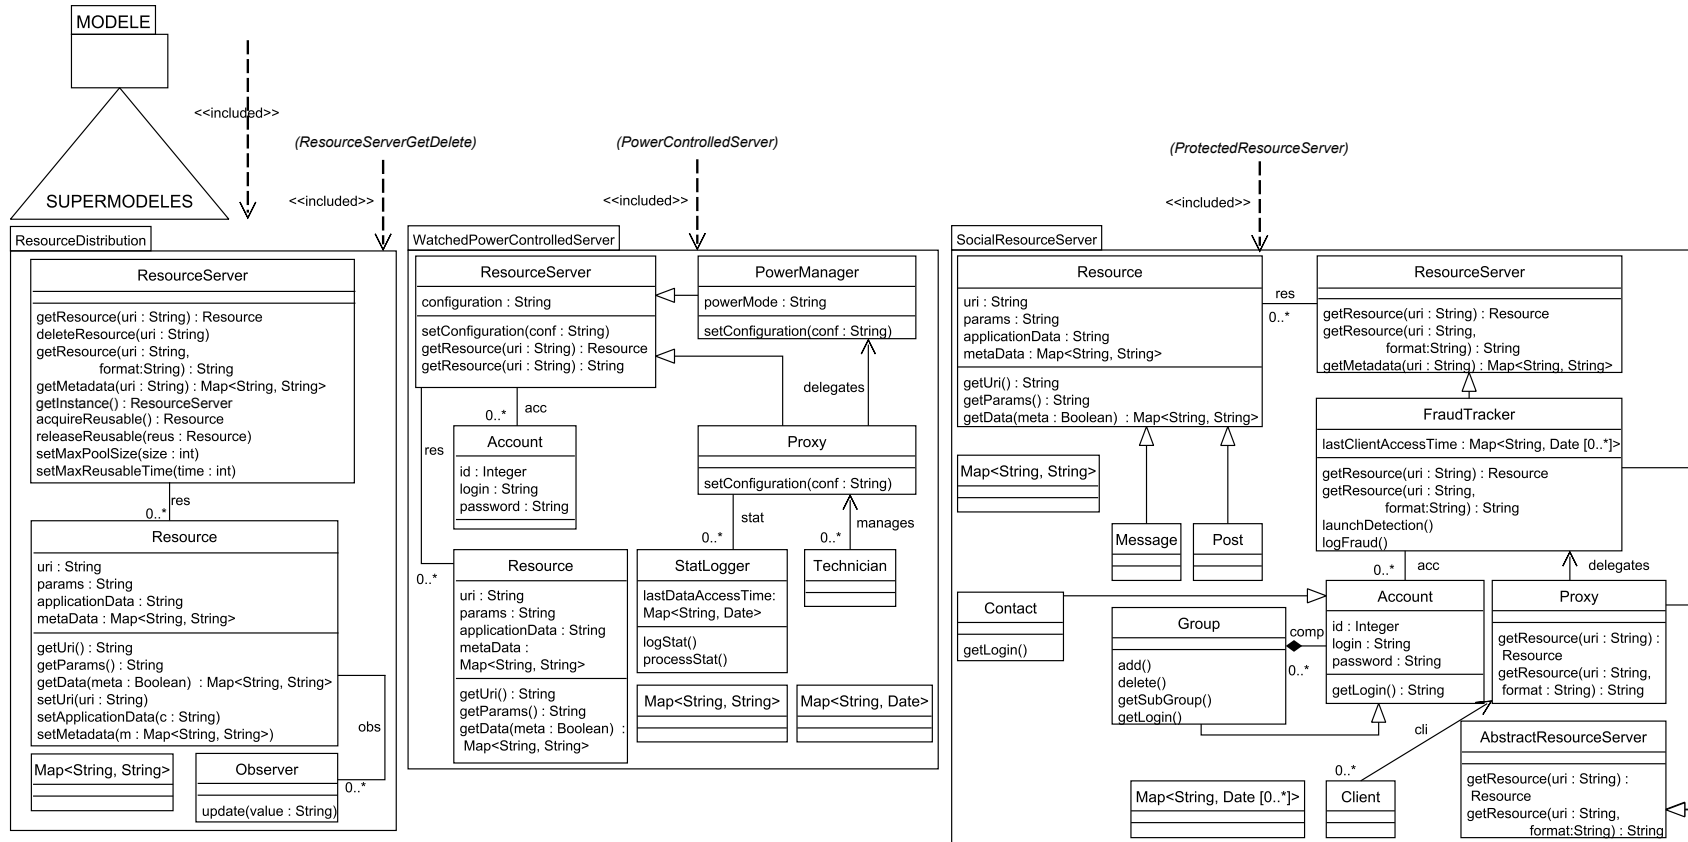 MODELE
SUPERMODELES
<<included>>
(ResourceServerGetDelete)
<<included>>
(PowerControlledServer)
<<included>>
(ProtectedResourceServer)
<<included>>
ResourceDistribution
ResourceServer
getResource(uri : String) : Resource
deleteResource(uri : String)
getResource(uri : String,
format:String) : String
getMetadata(uri : String) : Map<String, String>
getInstance() : ResourceServer
acquireReusable() : Resource
releaseReusable(reus : Resource)
setMaxPoolSize(size : int)
setMaxReusableTime(time : int)
res
0..*
Resource
uri : String
params : String
applicationData : String
metaData : Map<String, String>
getUri() : String
getParams() : String
getData(meta : Boolean) : Map<String, String>
setUri(uri : String)
setApplicationData(c : String)
setMetadata(m : Map<String, String>)
obs
0..*
Map<String, String>
Observer
update(value : String)
WatchedPowerControlledServer
ResourceServer
configuration : String
setConfiguration(conf : String)
getResource(uri : String) : Resource
getResource(uri : String) : String
PowerManager
powerMode : String
setConfiguration(conf : String)
delegates
acc
0..*
res
0..*
Account
id : Integer
login : String
password : String
Proxy
setConfiguration(conf : String)
stat
0..*
manages
0..*
Resource
uri : String
params : String
applicationData : String
metaData :
Map<String, String>
getUri() : String
getParams() : String
getData(meta : Boolean) :
Map<String, String>
StatLogger
lastDataAccessTime:
Map<String, Date>
logStat()
processStat()
Technician
Map<String, String>
Map<String, Date>
SocialResourceServer
Resource
uri : String
params : String
applicationData : String
metaData : Map<String, String>
getUri() : String
getParams() : String
getData(meta : Boolean) : Map<String, String>
res
0..*
ResourceServer
getResource(uri : String) : Resource
getResource(uri : String,
format:String) : String
getMetadata(uri : String) : Map<String, String>
FraudTracker
lastClientAccessTime : Map<String, Date [0..*]>
getResource(uri : String) : Resource
getResource(uri : String,
format:String) : String
launchDetection()
logFraud()
Map<String, String>
Message
Post
acc
0..*
delegates
Contact
getLogin()
Group
add()
delete()
getSubGroup()
getLogin()
comp
0..*
Account
id : Integer
login : String
password : String
getLogin() : String
Proxy
getResource(uri : String) :
Resource
getResource(uri : String,
format : String) : String
cli
0..*
Map<String, Date [0..*]>
Client
AbstractResourceServer
getResource(uri : String) :
Resource
getResource(uri : String,
format:String) : String